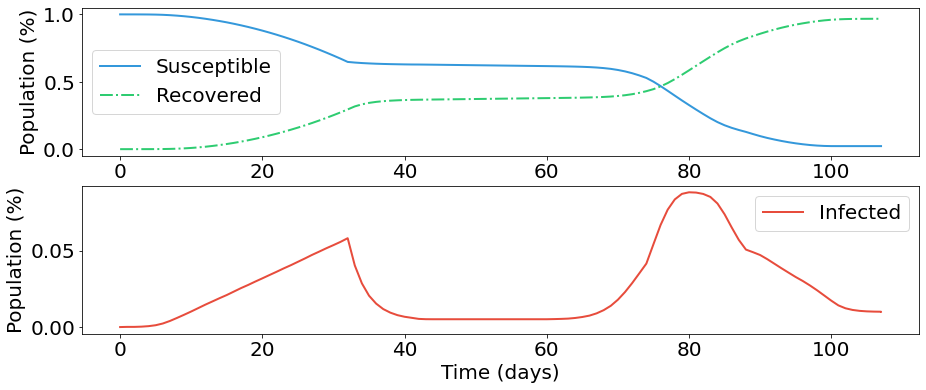 Population (%)
1.0
0.5
0.0
Susceptible
Recovered
0 20 40 60 80 100
Population (%)
0.05
0.00
Infected
0 20 40 60 80 100
Time (days)